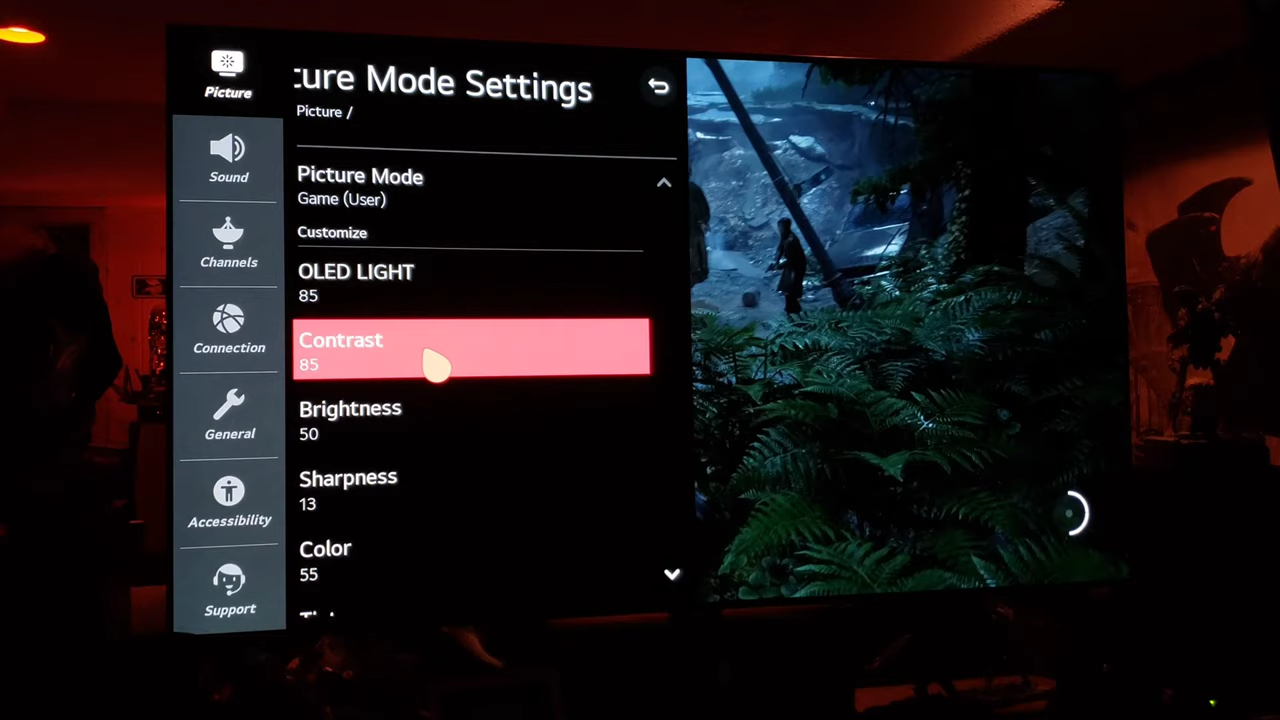 Picture
Sound
Channels
Connection
General
Accessibility
Support
ture Mode Settings
Picture /
Picture Mode
Game (User)
Customize
OLED LIGHT
85
Contrast
85
Brightness
50
Sharpness
13
Color
55